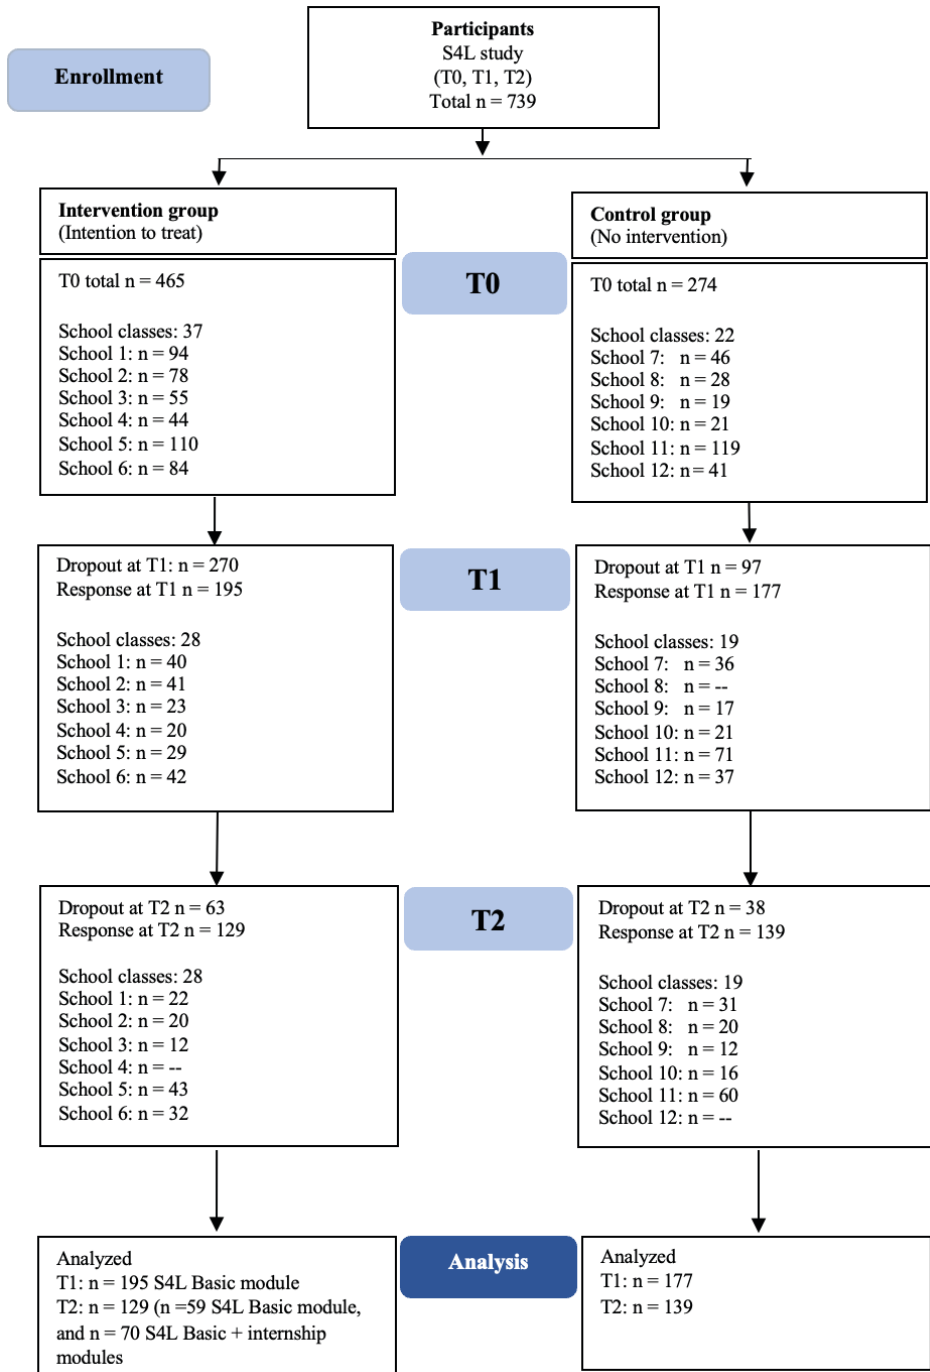 Participants
S4L study
(T0, T1, T2)
Total n = 739
Enrollment
Intervention group
(Intention to treat)
Control group
(No intervention)
T0
T0 total n = 465
School classes: 37
School 1: n = 94
School 2: n = 78
School 3: n = 55
School 4: n = 44
School 5: n = 110
School 6: n = 84
T0 total n = 274
School classes: 22
School 7: n = 46
School 8: n = 28
School 9: n = 19
School 10: n = 21
School 11: n = 119
School 12: n = 41
T1
Dropout at T1: n = 270
Response at T1 n = 195
School classes: 28
School 1: n = 40
School 2: n = 41
School 3: n = 23
School 4: n = 20
School 5: n = 29
School 6: n = 42
Dropout at T1 n = 97
Response at T1 n = 177
School classes: 19
School 7: n = 36
School 8: n = --
School 9: n = 17
School 10: n = 21
School 11: n = 71
School 12: n = 37
T2
Dropout at T2 n = 63
Response at T2 n = 129
School classes: 28
School 1: n = 22
School 2: n = 20
School 3: n = 12
School 4: n = --
School 5: n = 43
School 6: n = 32
Dropout at T2 n = 38
Response at T2 n = 139
School classes: 19
School 7: n = 31
School 8: n = 20
School 9: n = 12
School 10: n = 16
School 11: n = 60
School 12: n = --
Analysis
Analyzed
T1: n = 195 S4L Basic module
T2: n = 129 (n =59 S4L Basic module,
and n = 70 S4L Basic + internship
modules
Analyzed
T1: n = 177
T2: n = 139